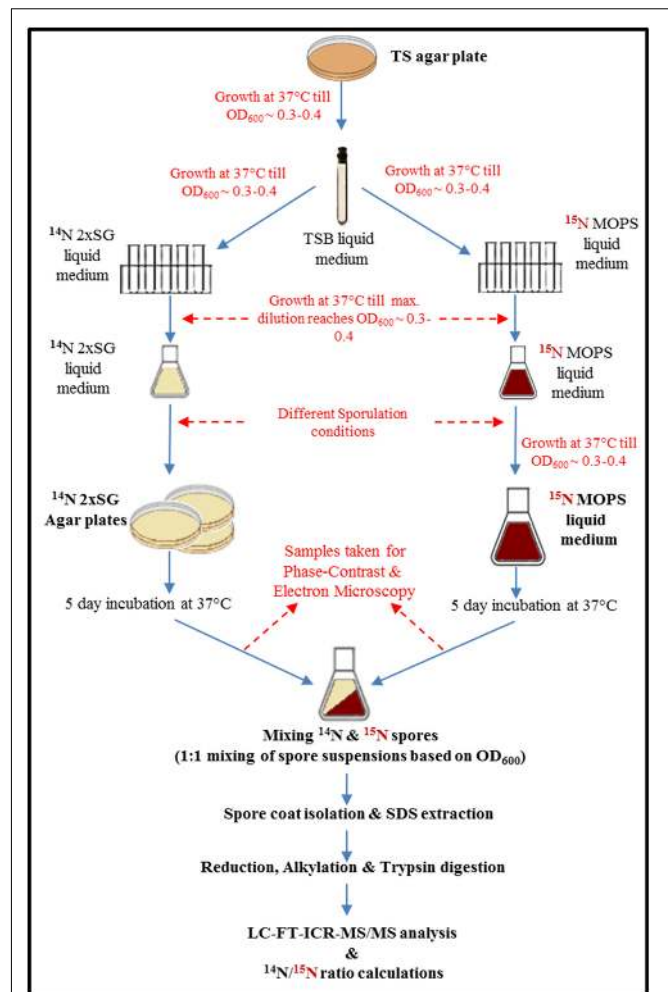 TS agar plate
Growth at 37°C till
OD₆₀₀ ~ 0.3-0.4
Growth at 37°C till
OD₆₀₀ ~ 0.3-0.4
Growth at 37°C till
OD₆₀₀ ~ 0.3-0.4
TSB liquid
medium
¹⁴N 2xSG
liquid
medium
¹⁵N MOPS
liquid
medium
Growth at 37°C till max.
dilution reaches OD₆₀₀ ~ 0.3-
0.4
¹⁴N 2xSG
liquid
medium
¹⁵N MOPS
liquid
medium
Different Sporulation
conditions
Growth at 37°C till
OD₆₀₀ ~ 0.3-0.4
¹⁴N 2xSG
Agar plates
¹⁵N MOPS
liquid
medium
Samples taken for
Phase-Contrast &
Electron Microscopy
5 day incubation at 37°C
5 day incubation at 37°C
Mixing ¹⁴N & ¹⁵N spores
(1:1 mixing of spore suspensions based on OD₆₀₀)
Spore coat isolation & SDS extraction
Reduction, Alkylation & Trypsin digestion
LC-FT-ICR-MS/MS analysis
&
¹⁴N/¹⁵N ratio calculations